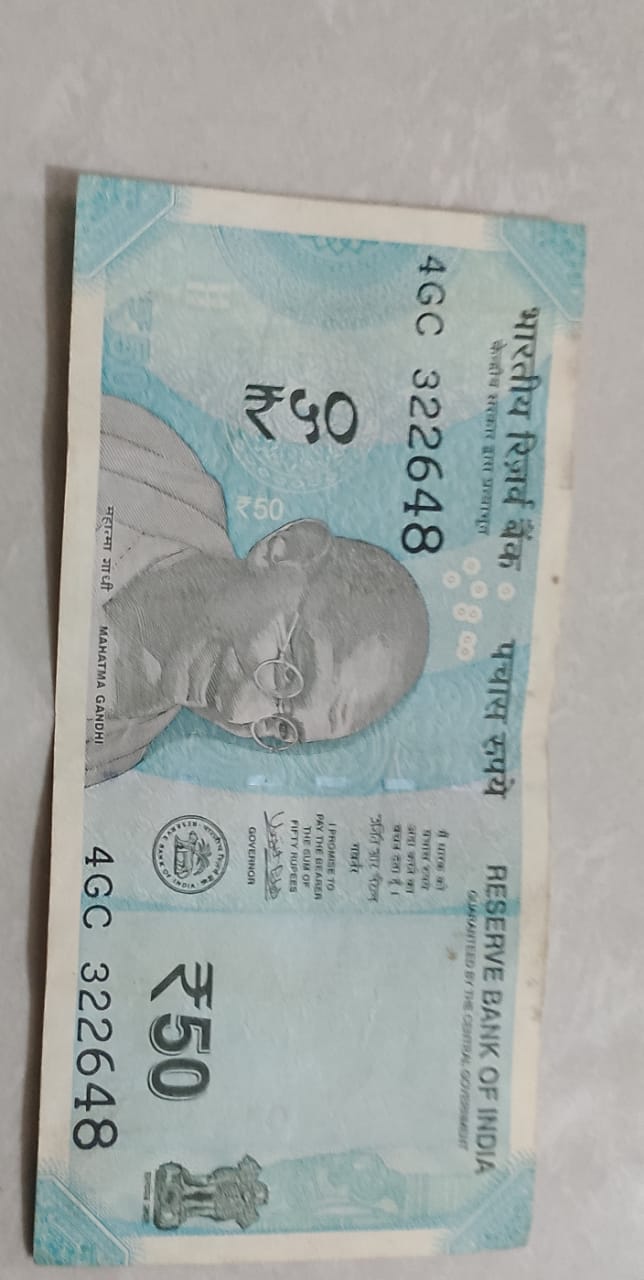 भारतीय रिज़र्व बैंक
केन्द्रीय सरकार द्वारा प्रत्याभूत
पचास रुपये
RESERVE BANK OF INDIA
GUARANTEED BY THE CENTRAL GOVERNMENT
4GC 322648
₹५०
₹50
मैं धारक को
पचास रुपये
अदा करने का
वचन देता हूँ।
उर्जित आर पटेल
गवर्नर
I PROMISE TO
PAY THE BEARER
THE SUM OF
FIFTY RUPEES
GOVERNOR
भारतीय रिज़र्व बैंक
RESERVE BANK OF INDIA
₹50
₹50
सत्यमेव जयते
महात्मा गांधी
MAHATMA GANDHI
4GC 322648